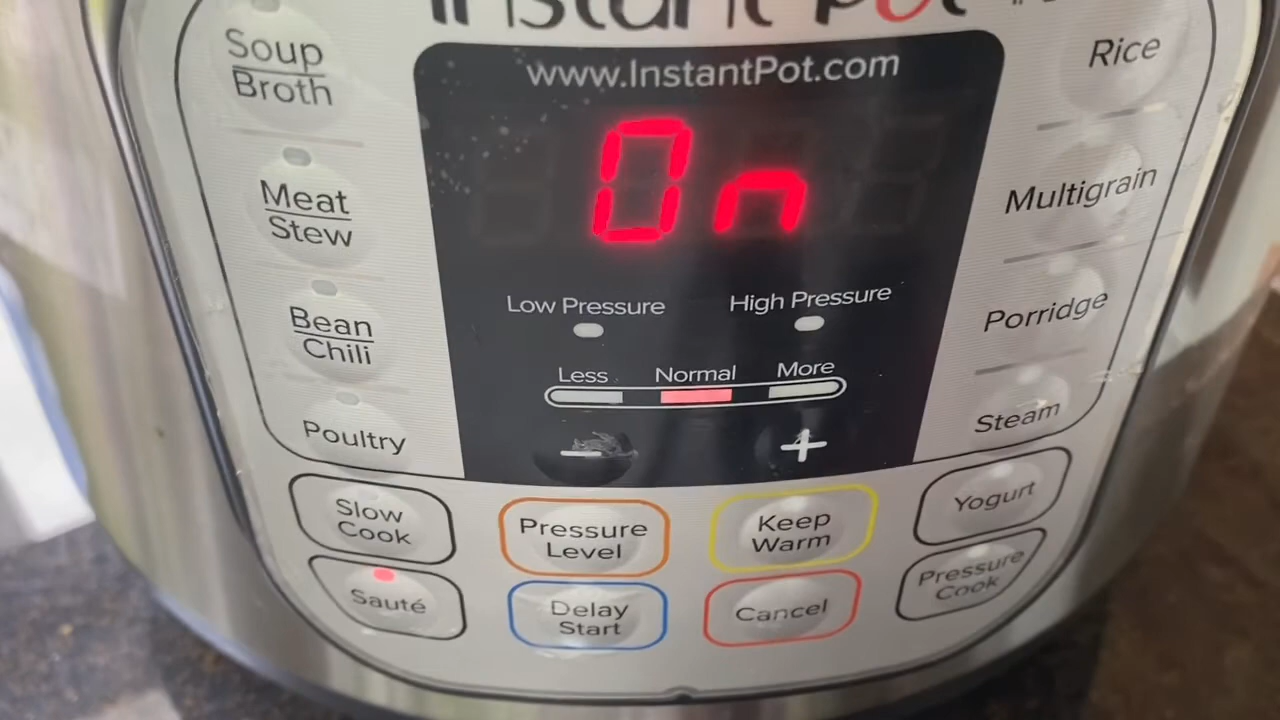 Instant Pot
www.InstantPot.com
On
Soup
Broth
Meat
Stew
Bean
Chili
Poultry
Slow
Cook
Sauté
Low Pressure
High Pressure
Less
Normal
More
-
+
Pressure
Level
Keep
Warm
Delay
Start
Cancel
Rice
Multigrain
Porridge
Steam
Yogurt
Pressure
Cook